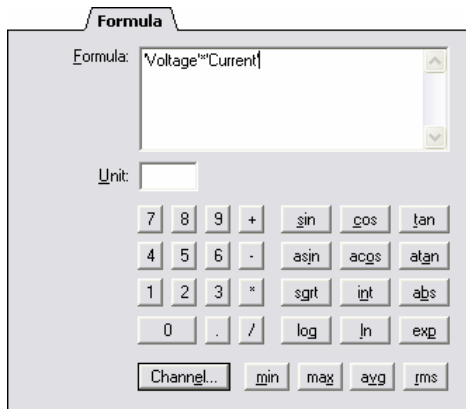 Formula
Formula: 'Voltage'*'Current'
Unit:
7 8 9 + sin cos tan
4 5 6 - asin acos atan
1 2 3 * sqrt int abs
0 . / log ln exp
Channel... min max avg rms